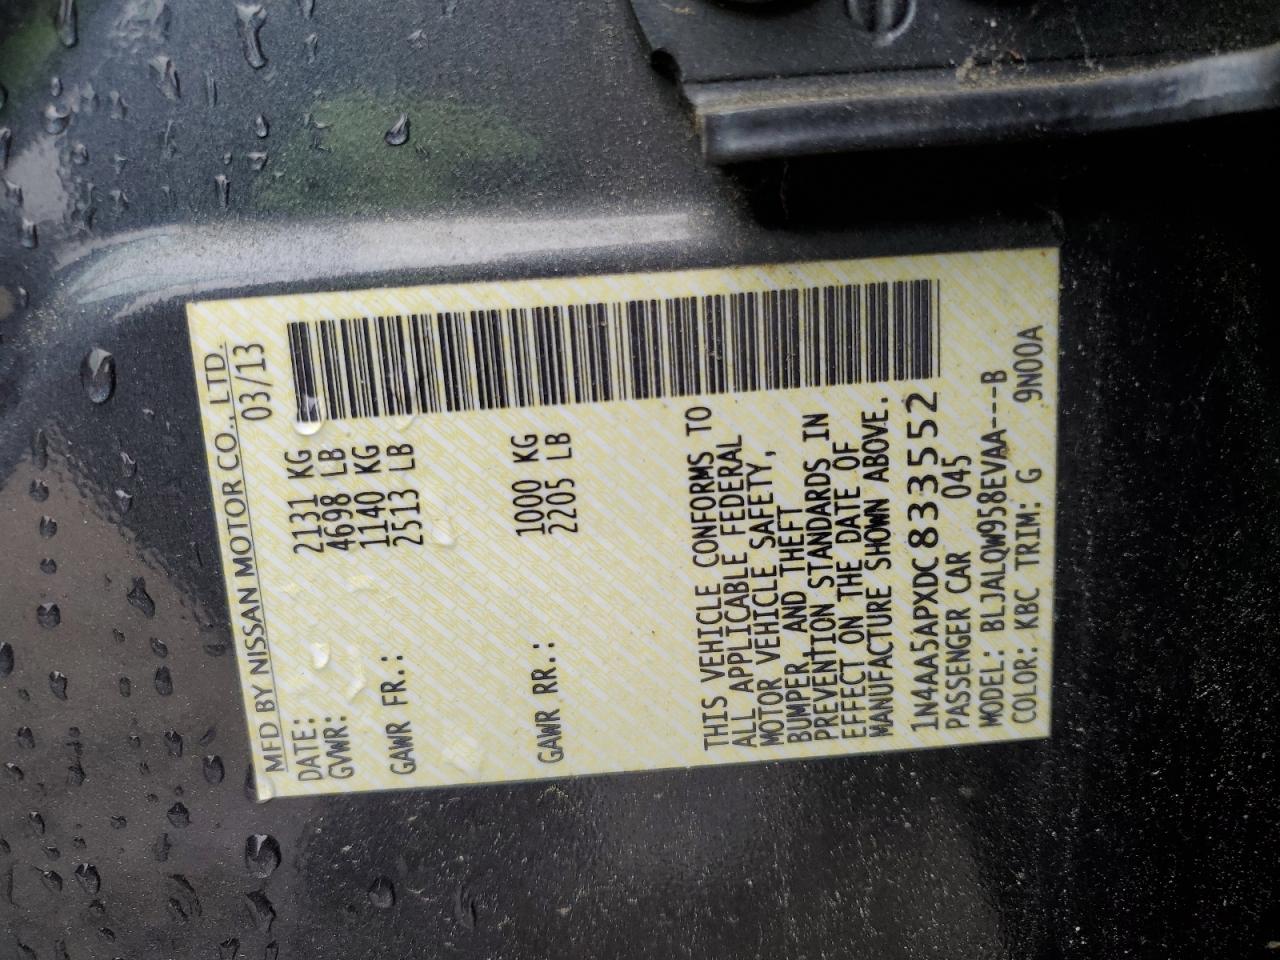 MFD BY NISSAN MOTOR CO., LTD.
DATE: 03/13
GVWR: 2131 KG
4698 LB
GAWR FR.: 1140 KG
2513 LB
GAWR RR.: 1000 KG
2205 LB
THIS VEHICLE CONFORMS TO
ALL APPLICABLE FEDERAL
MOTOR VEHICLE SAFETY,
BUMPER, AND THEFT
PREVENTION STANDARDS IN
EFFECT ON THE DATE OF
MANUFACTURE SHOWN ABOVE.
1N4AA5APXDC833552
PASSENGER CAR 045
MODEL: BLJALQW958EVAA---B
COLOR: KBC TRIM: G 9N00A